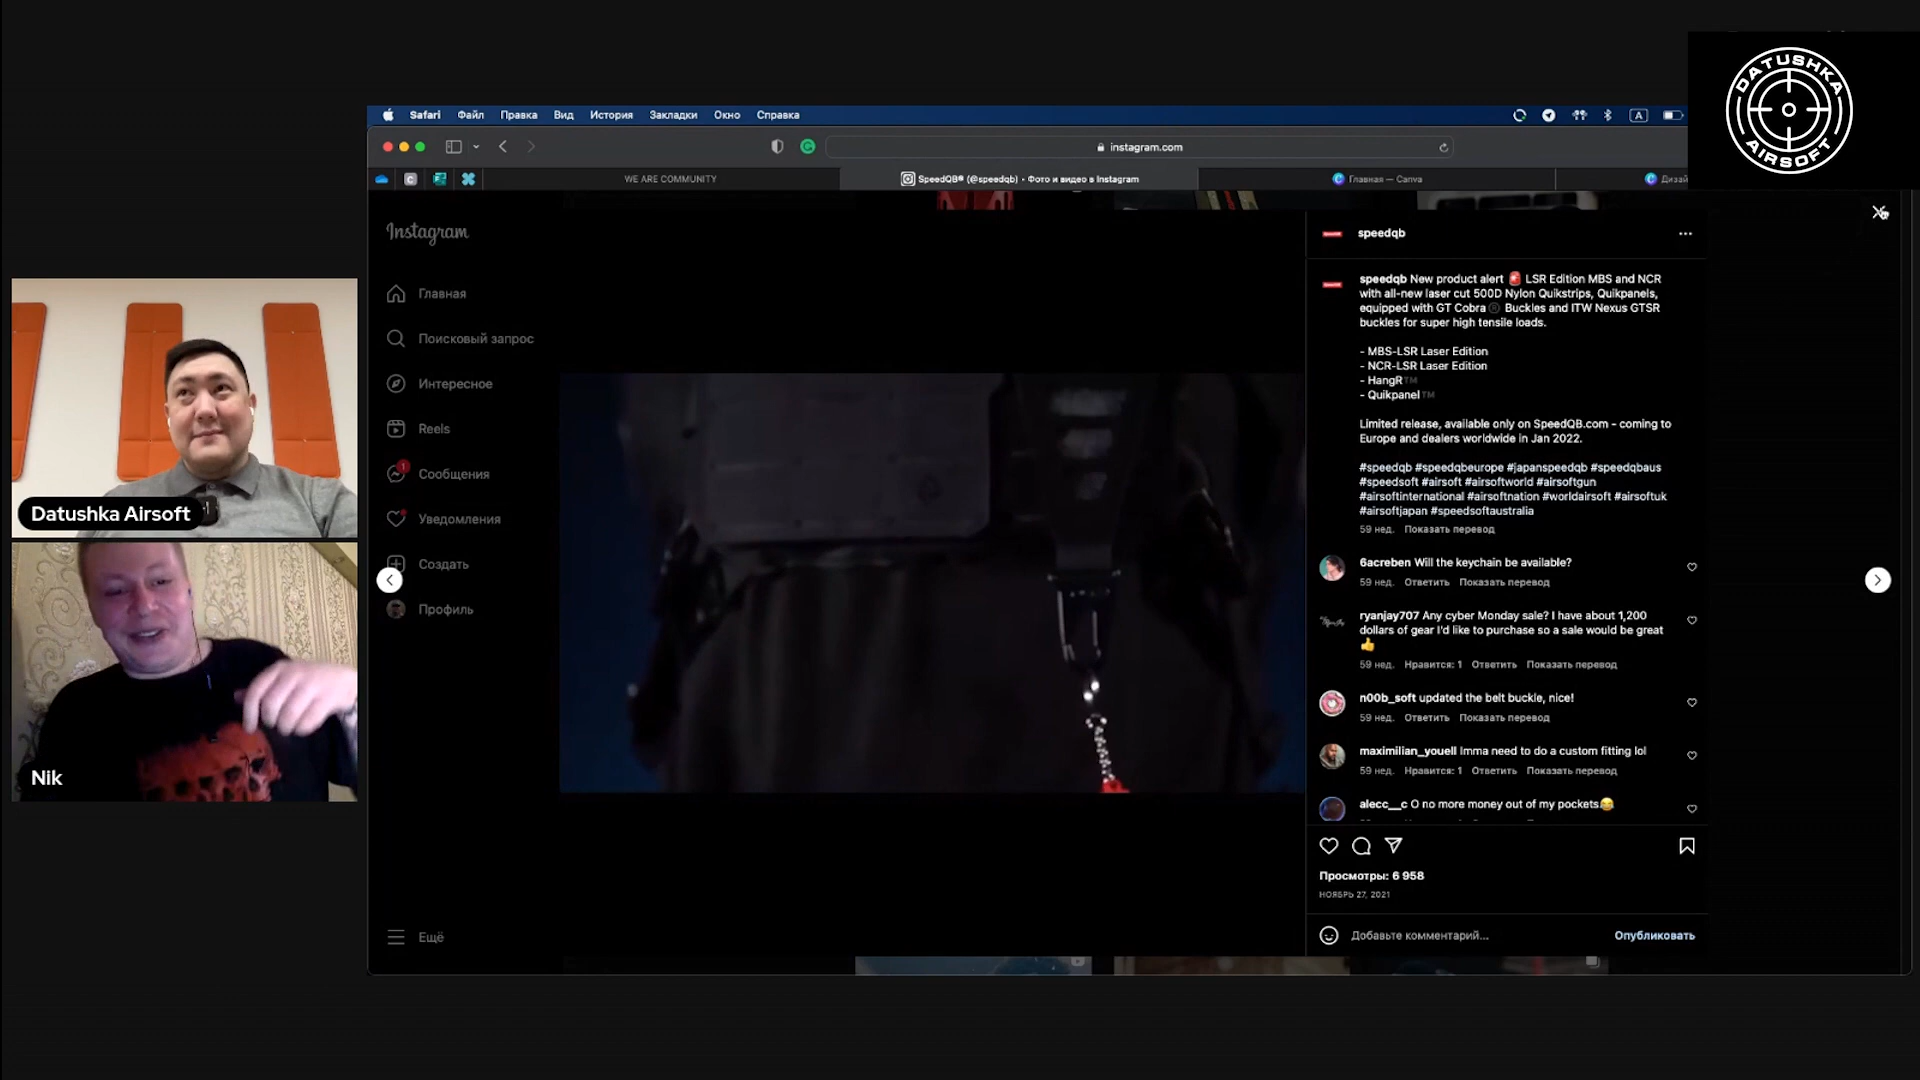 DATUSHKA
AIRSOFT
Safari Файл Правка Вид История Закладки Окно Справка
A
instagram.com
WE ARE COMMUNITY
SpeedQB® (@speedqb) • Фото и видео в Instagram
Главная — Canva
Дизай
Instagram
Главная
Поисковый запрос
Интересное
Reels
1
Сообщения
Уведомления
Создать
Профиль
Ещё
Datushka Airsoft
Nik
speedqb
speedqb New product alert 🚨 LSR Edition MBS and NCR
with all-new laser cut 500D Nylon Quikstrips, Quikpanels,
equipped with GT Cobra ® Buckles and ITW Nexus GTSR
buckles for super high tensile loads.
- MBS-LSR Laser Edition
- NCR-LSR Laser Edition
- HangR™
- Quikpanel™
Limited release, available only on SpeedQB.com - coming to
Europe and dealers worldwide in Jan 2022.
#speedqb #speedqbeurope #japanspeedqb #speedqbaus
#speedsoft #airsoft #airsoftworld #airsoftgun
#airsoftinternational #airsoftnation #worldairsoft #airsoftuk
#airsoftjapan #speedsoftaustralia
59 нед. Показать перевод
6acreben Will the keychain be available?
59 нед. Ответить Показать перевод
ryanjay707 Any cyber Monday sale? I have about 1,200
dollars of gear I'd like to purchase so a sale would be great
👍
59 нед. Нравится: 1 Ответить Показать перевод
n00b_soft updated the belt buckle, nice!
59 нед. Ответить Показать перевод
maximilian_youell Imma need to do a custom fitting lol
59 нед. Нравится: 1 Ответить Показать перевод
alecc__c O no more money out of my pockets😂
Просмотры: 6 958
НОЯБРЬ 27, 2021
Добавьте комментарий...
Опубликовать